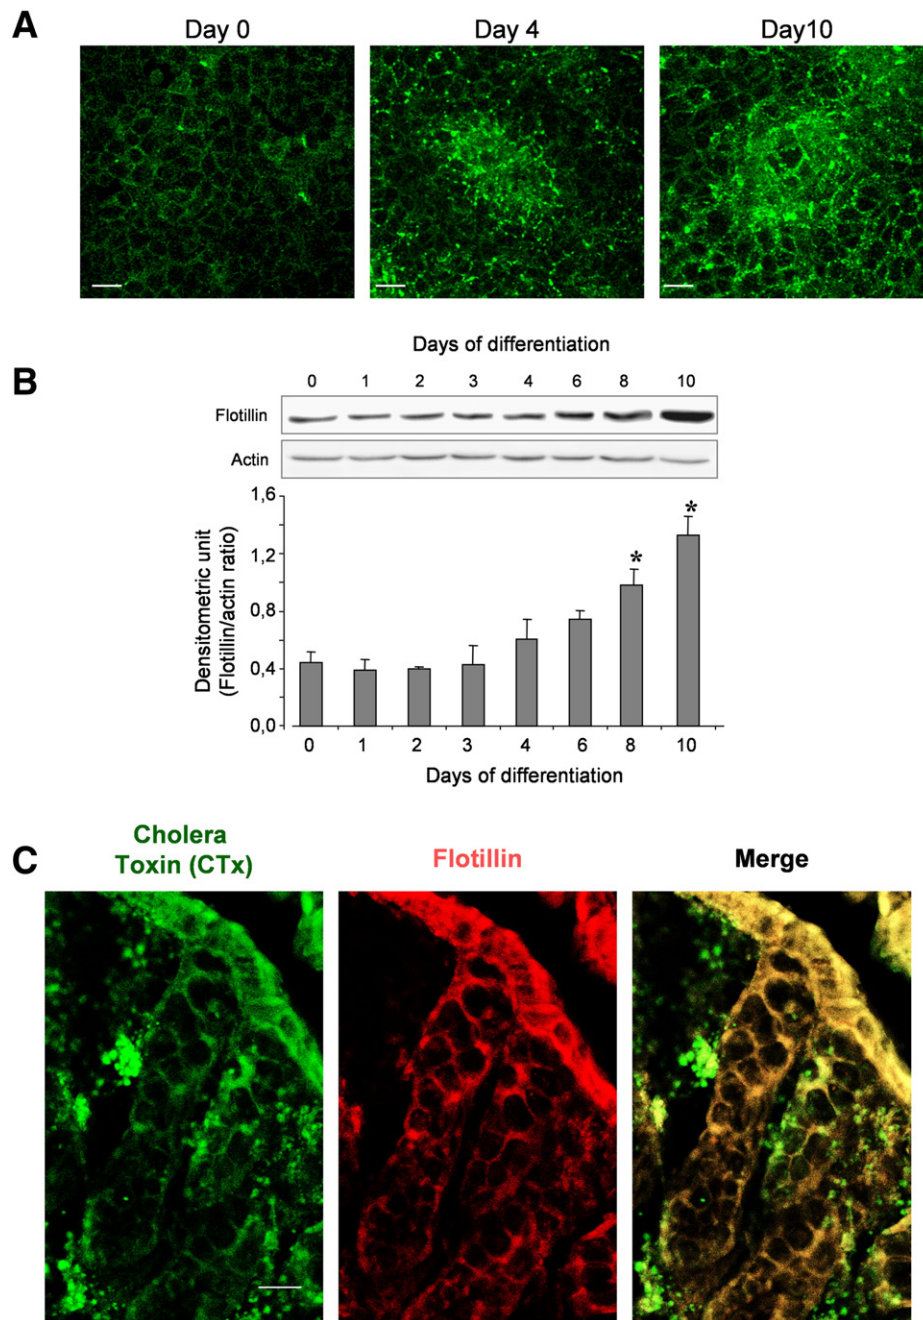 A
Day 0 Day 4 Day10
B
Days of differentiation
0 1 2 3 4 6 8 10
Flotillin
Actin
Densitometric unit
(Flotillin/actin ratio)
1,6
1,2
0,8
0,4
0,0
*
*
0 1 2 3 4 6 8 10
Days of differentiation
C
Cholera
Toxin (CTx)
Flotillin
Merge